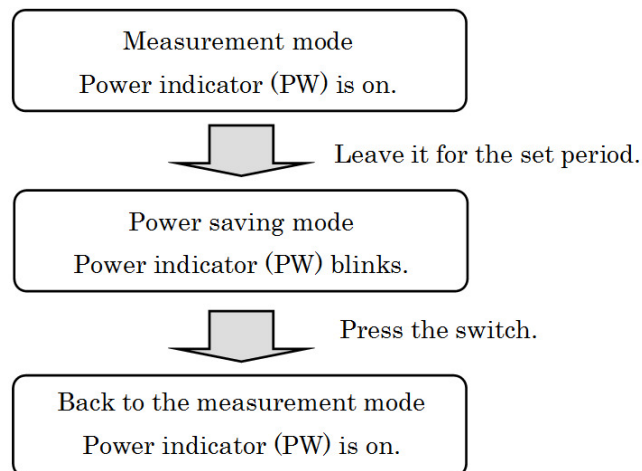 Measurement mode
Power indicator (PW) is on.
Leave it for the set period.
Power saving mode
Power indicator (PW) blinks.
Press the switch.
Back to the measurement mode
Power indicator (PW) is on.